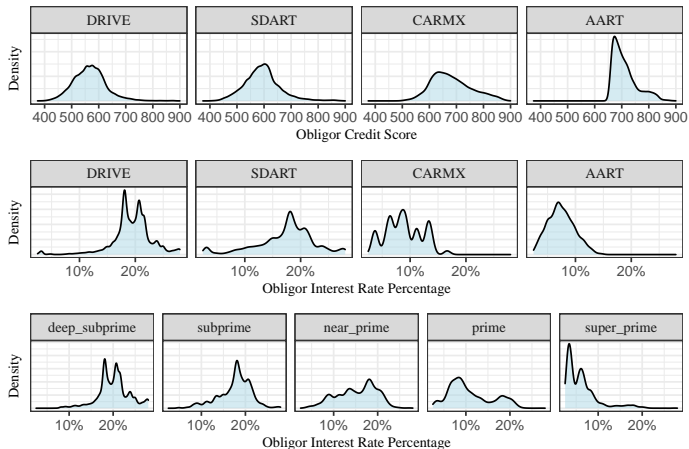 DRIVE SDART CARMX AART
Density
400 500 600 700 800 900 400 500 600 700 800 900 400 500 600 700 800 900 400 500 600 700 800 900
Obligor Credit Score
DRIVE SDART CARMX AART
Density
10% 20% 10% 20% 10% 20% 10% 20%
Obligor Interest Rate Percentage
deep_subprime subprime near_prime prime super_prime
Density
10% 20% 10% 20% 10% 20% 10% 20% 10% 20%
Obligor Interest Rate Percentage